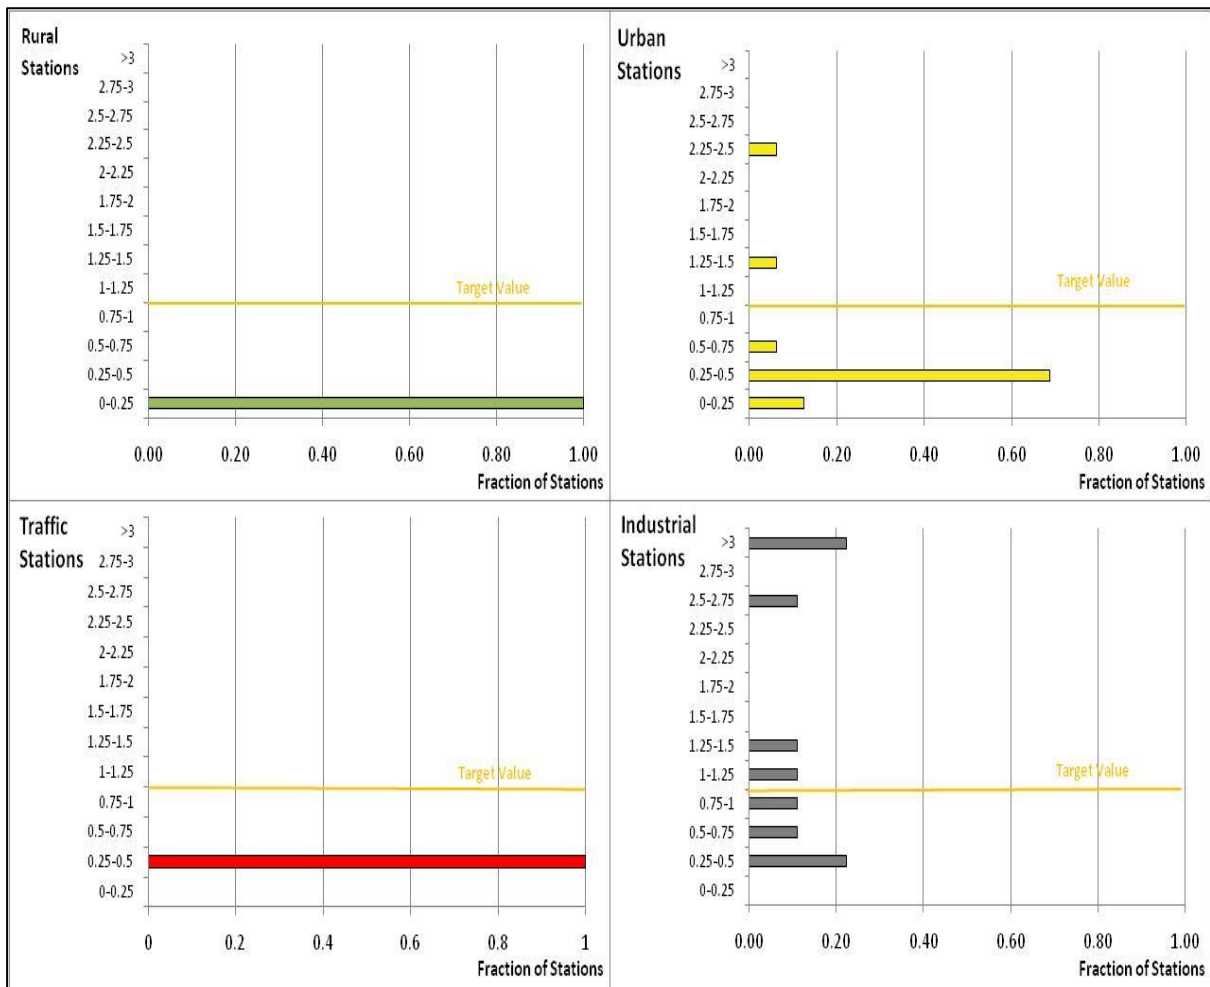 Rural
Stations
>3
2.75-3
2.5-2.75
2.25-2.5
2-2.25
1.75-2
1.5-1.75
1.25-1.5
1-1.25
0.75-1
0.5-0.75
0.25-0.5
0-0.25
Target Value
0.00 0.20 0.40 0.60 0.80 1.00
Fraction of Stations
Urban
Stations
>3
2.75-3
2.5-2.75
2.25-2.5
2-2.25
1.75-2
1.5-1.75
1.25-1.5
1-1.25
0.75-1
0.5-0.75
0.25-0.5
0-0.25
Target Value
0.00 0.20 0.40 0.60 0.80 1.00
Fraction of Stations
Traffic
Stations
>3
2.75-3
2.5-2.75
2.25-2.5
2-2.25
1.75-2
1.5-1.75
1.25-1.5
1-1.25
0.75-1
0.5-0.75
0.25-0.5
0-0.25
Target Value
0 0.2 0.4 0.6 0.8 1
Fraction of Stations
Industrial
Stations
>3
2.75-3
2.5-2.75
2.25-2.5
2-2.25
1.75-2
1.5-1.75
1.25-1.5
1-1.25
0.75-1
0.5-0.75
0.25-0.5
0-0.25
Target Value
0.00 0.20 0.40 0.60 0.80 1.00
Fraction of Stations